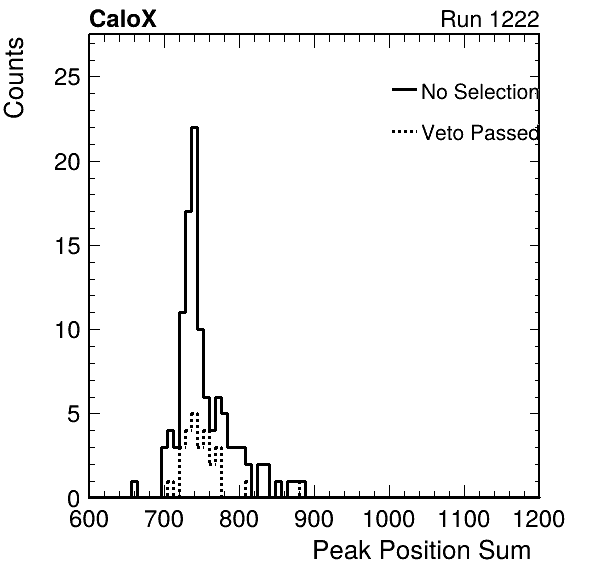 CaloX Run 1222
Counts
25
20
15
10
5
0
No Selection
Veto Passed
600 700 800 900 1000 1100 1200
Peak Position Sum